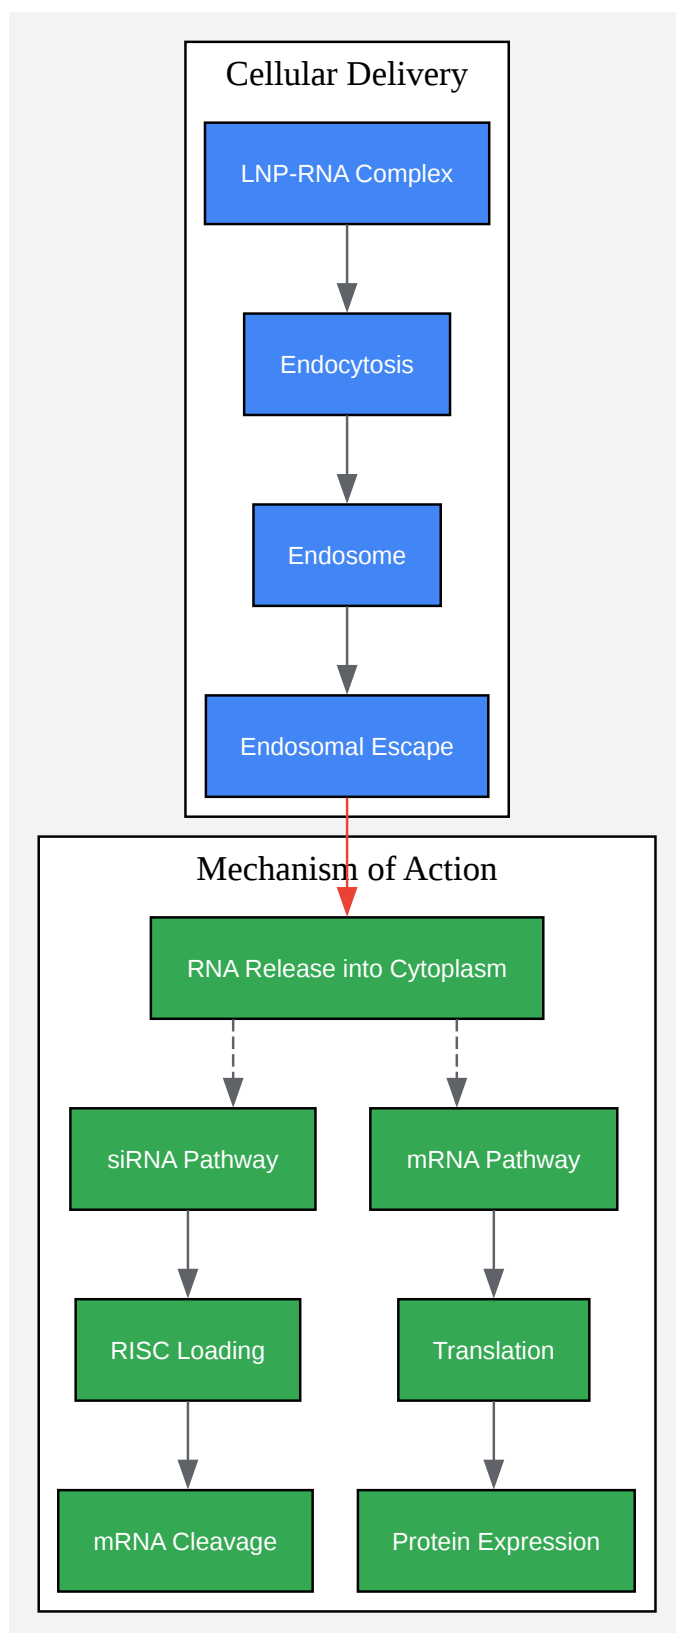 Cellular Delivery
LNP-RNA Complex
Endocytosis
Endosome
Endosomal Escape
Mechanism of Action
RNA Release into Cytoplasm
siRNA Pathway
mRNA Pathway
RISC Loading
Translation
mRNA Cleavage
Protein Expression